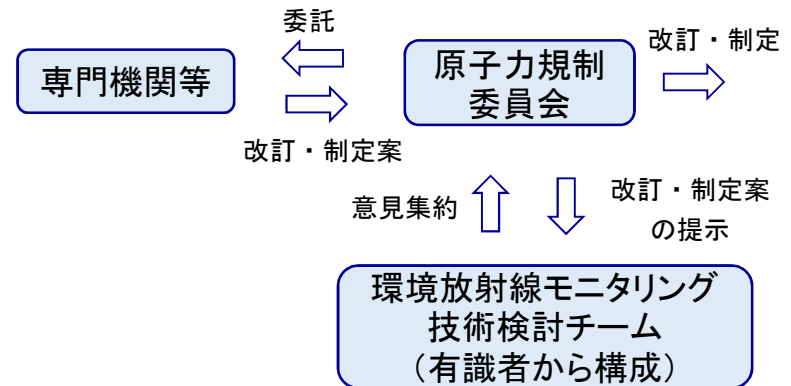 委託
専門機関等
改訂・制定案
原子力規制
委員会
改訂・制定
意見集約
改訂・制定案
の提示
環境放射線モニタリング
技術検討チーム
（有識者から構成）